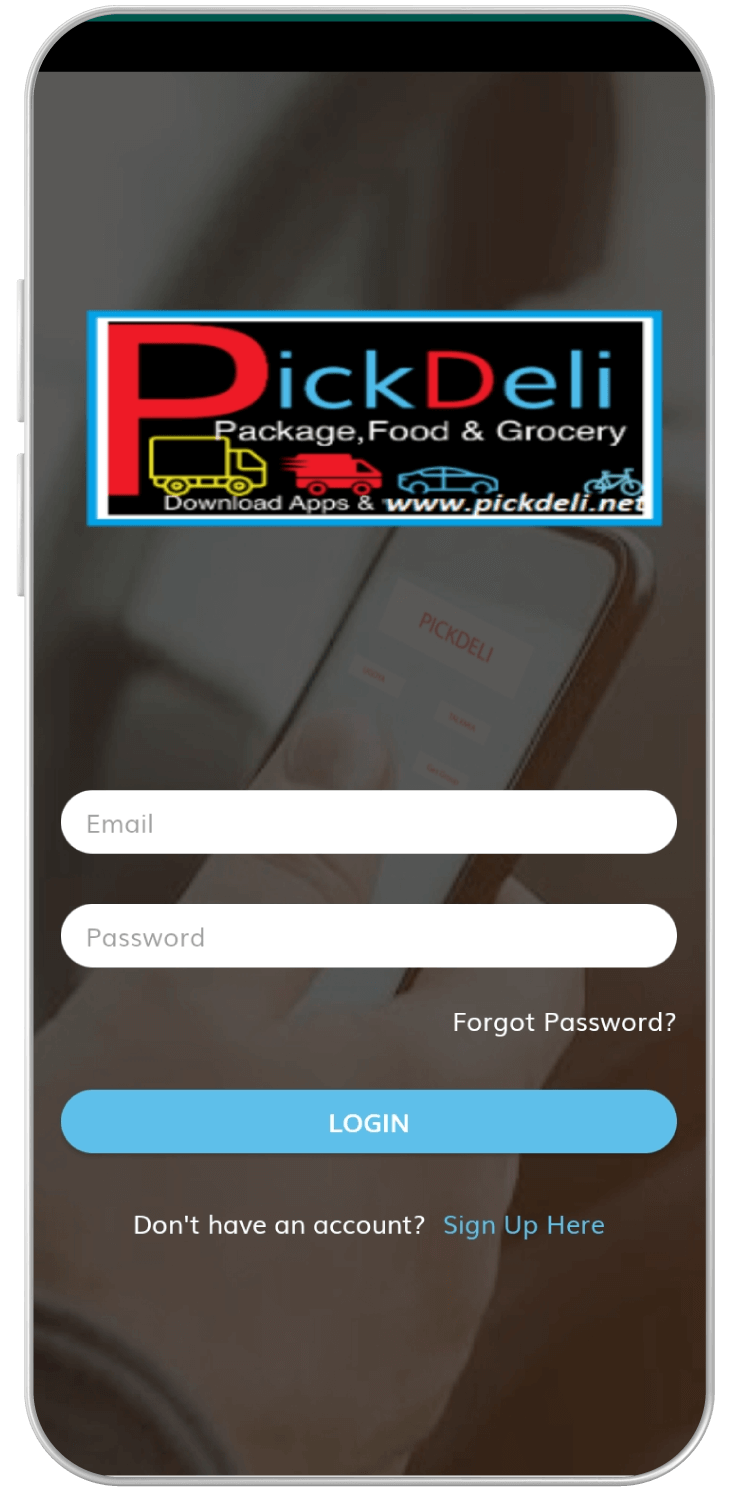 PickDeli
Package,Food & Grocery
Download Apps & www.pickdeli.net
PICKDELI
Email
Password
Forgot Password?
LOGIN
Don't have an account? Sign Up Here